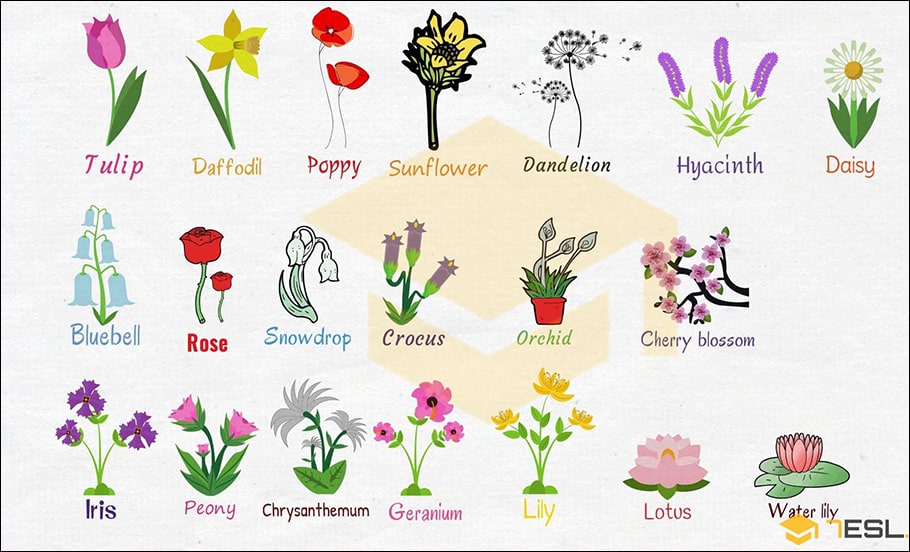 Tulip
Daffodil
Poppy
Sunflower
Dandelion
Hyacinth
Daisy
Bluebell
Rose
Snowdrop
Crocus
Orchid
Cherry blossom
Iris
Peony
Chrysanthemum
Geranium
Lily
Lotus
Water lily
7ESL.